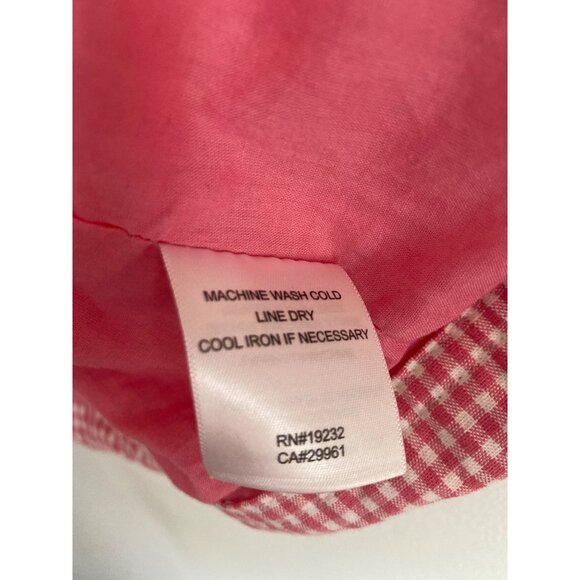 MACHINE WASH COLD
LINE DRY
COOL IRON IF NECESSARY
RN#19232
CA#29961